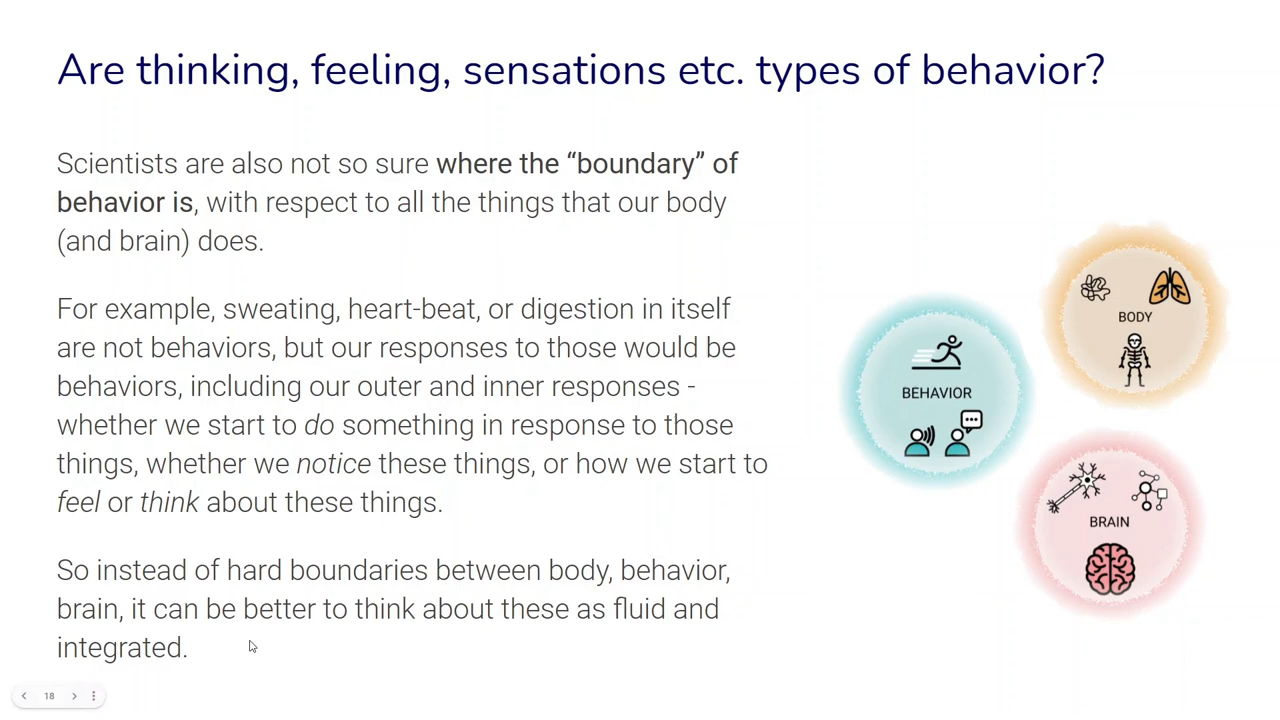 Are thinking, feeling, sensations etc. types of behavior?
Scientists are also not so sure where the “boundary” of
behavior is, with respect to all the things that our body
(and brain) does.
For example, sweating, heart-beat, or digestion in itself
are not behaviors, but our responses to those would be
behaviors, including our outer and inner responses -
whether we start to do something in response to those
things, whether we notice these things, or how we start to
feel or think about these things.
So instead of hard boundaries between body, behavior,
brain, it can be better to think about these as fluid and
integrated.
BODY
BEHAVIOR
BRAIN
18